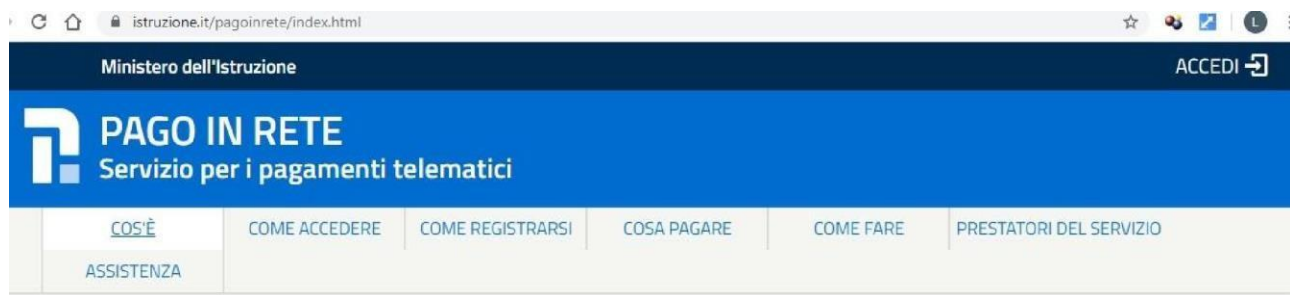 istruzione.it/pagoinrete/index.html
L
Ministero dell'Istruzione
ACCEDI
PAGO IN RETE
Servizio per i pagamenti telematici
COS'È
COME ACCEDERE
COME REGISTRARSI
COSA PAGARE
COME FARE
PRESTATORI DEL SERVIZIO
ASSISTENZA